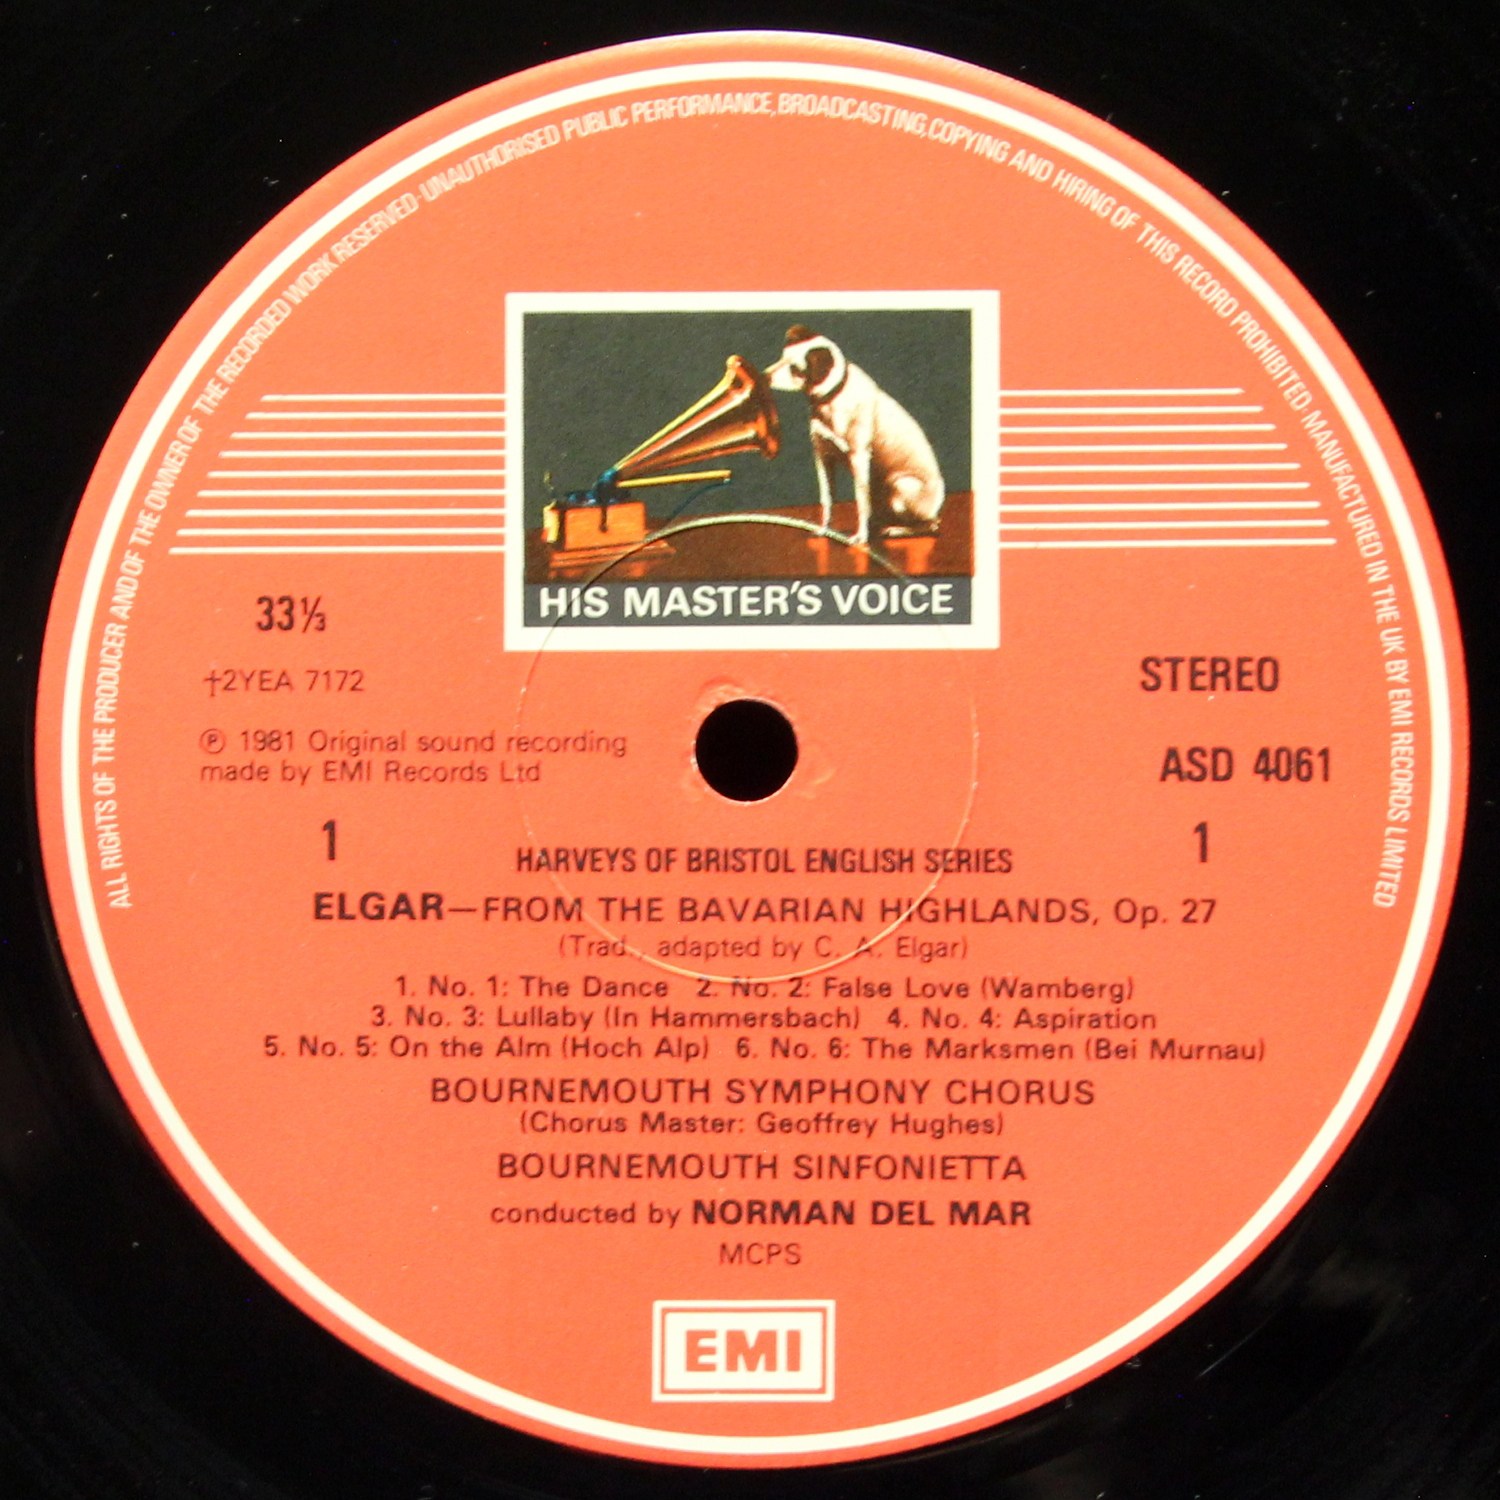 ALL RIGHTS OF THE PRODUCER AND OF THE OWNER OF THE RECORDED WORK RESERVED-UNAUTHORISED PUBLIC PERFORMANCE, BROADCASTING, COPYING AND HIRING OF THIS RECORD PROHIBITED-MANUFACTURED IN THE UK BY EMI RECORDS LIMITED
HIS MASTER'S VOICE
33⅓
STEREO
†2YEA 7172
℗ 1981 Original sound recording
made by EMI Records Ltd
ASD 4061
1
1
HARVEYS OF BRISTOL ENGLISH SERIES
ELGAR—FROM THE BAVARIAN HIGHLANDS, Op. 27
(Trad., adapted by C. A. Elgar)
1. No. 1: The Dance 2. No. 2: False Love (Wamberg)
3. No. 3: Lullaby (In Hammersbach) 4. No. 4: Aspiration
5. No. 5: On the Alm (Hoch Alp) 6. No. 6: The Marksmen (Bei Murnau)
BOURNEMOUTH SYMPHONY CHORUS
(Chorus Master: Geoffrey Hughes)
BOURNEMOUTH SINFONIETTA
conducted by NORMAN DEL MAR
MCPS
EMI